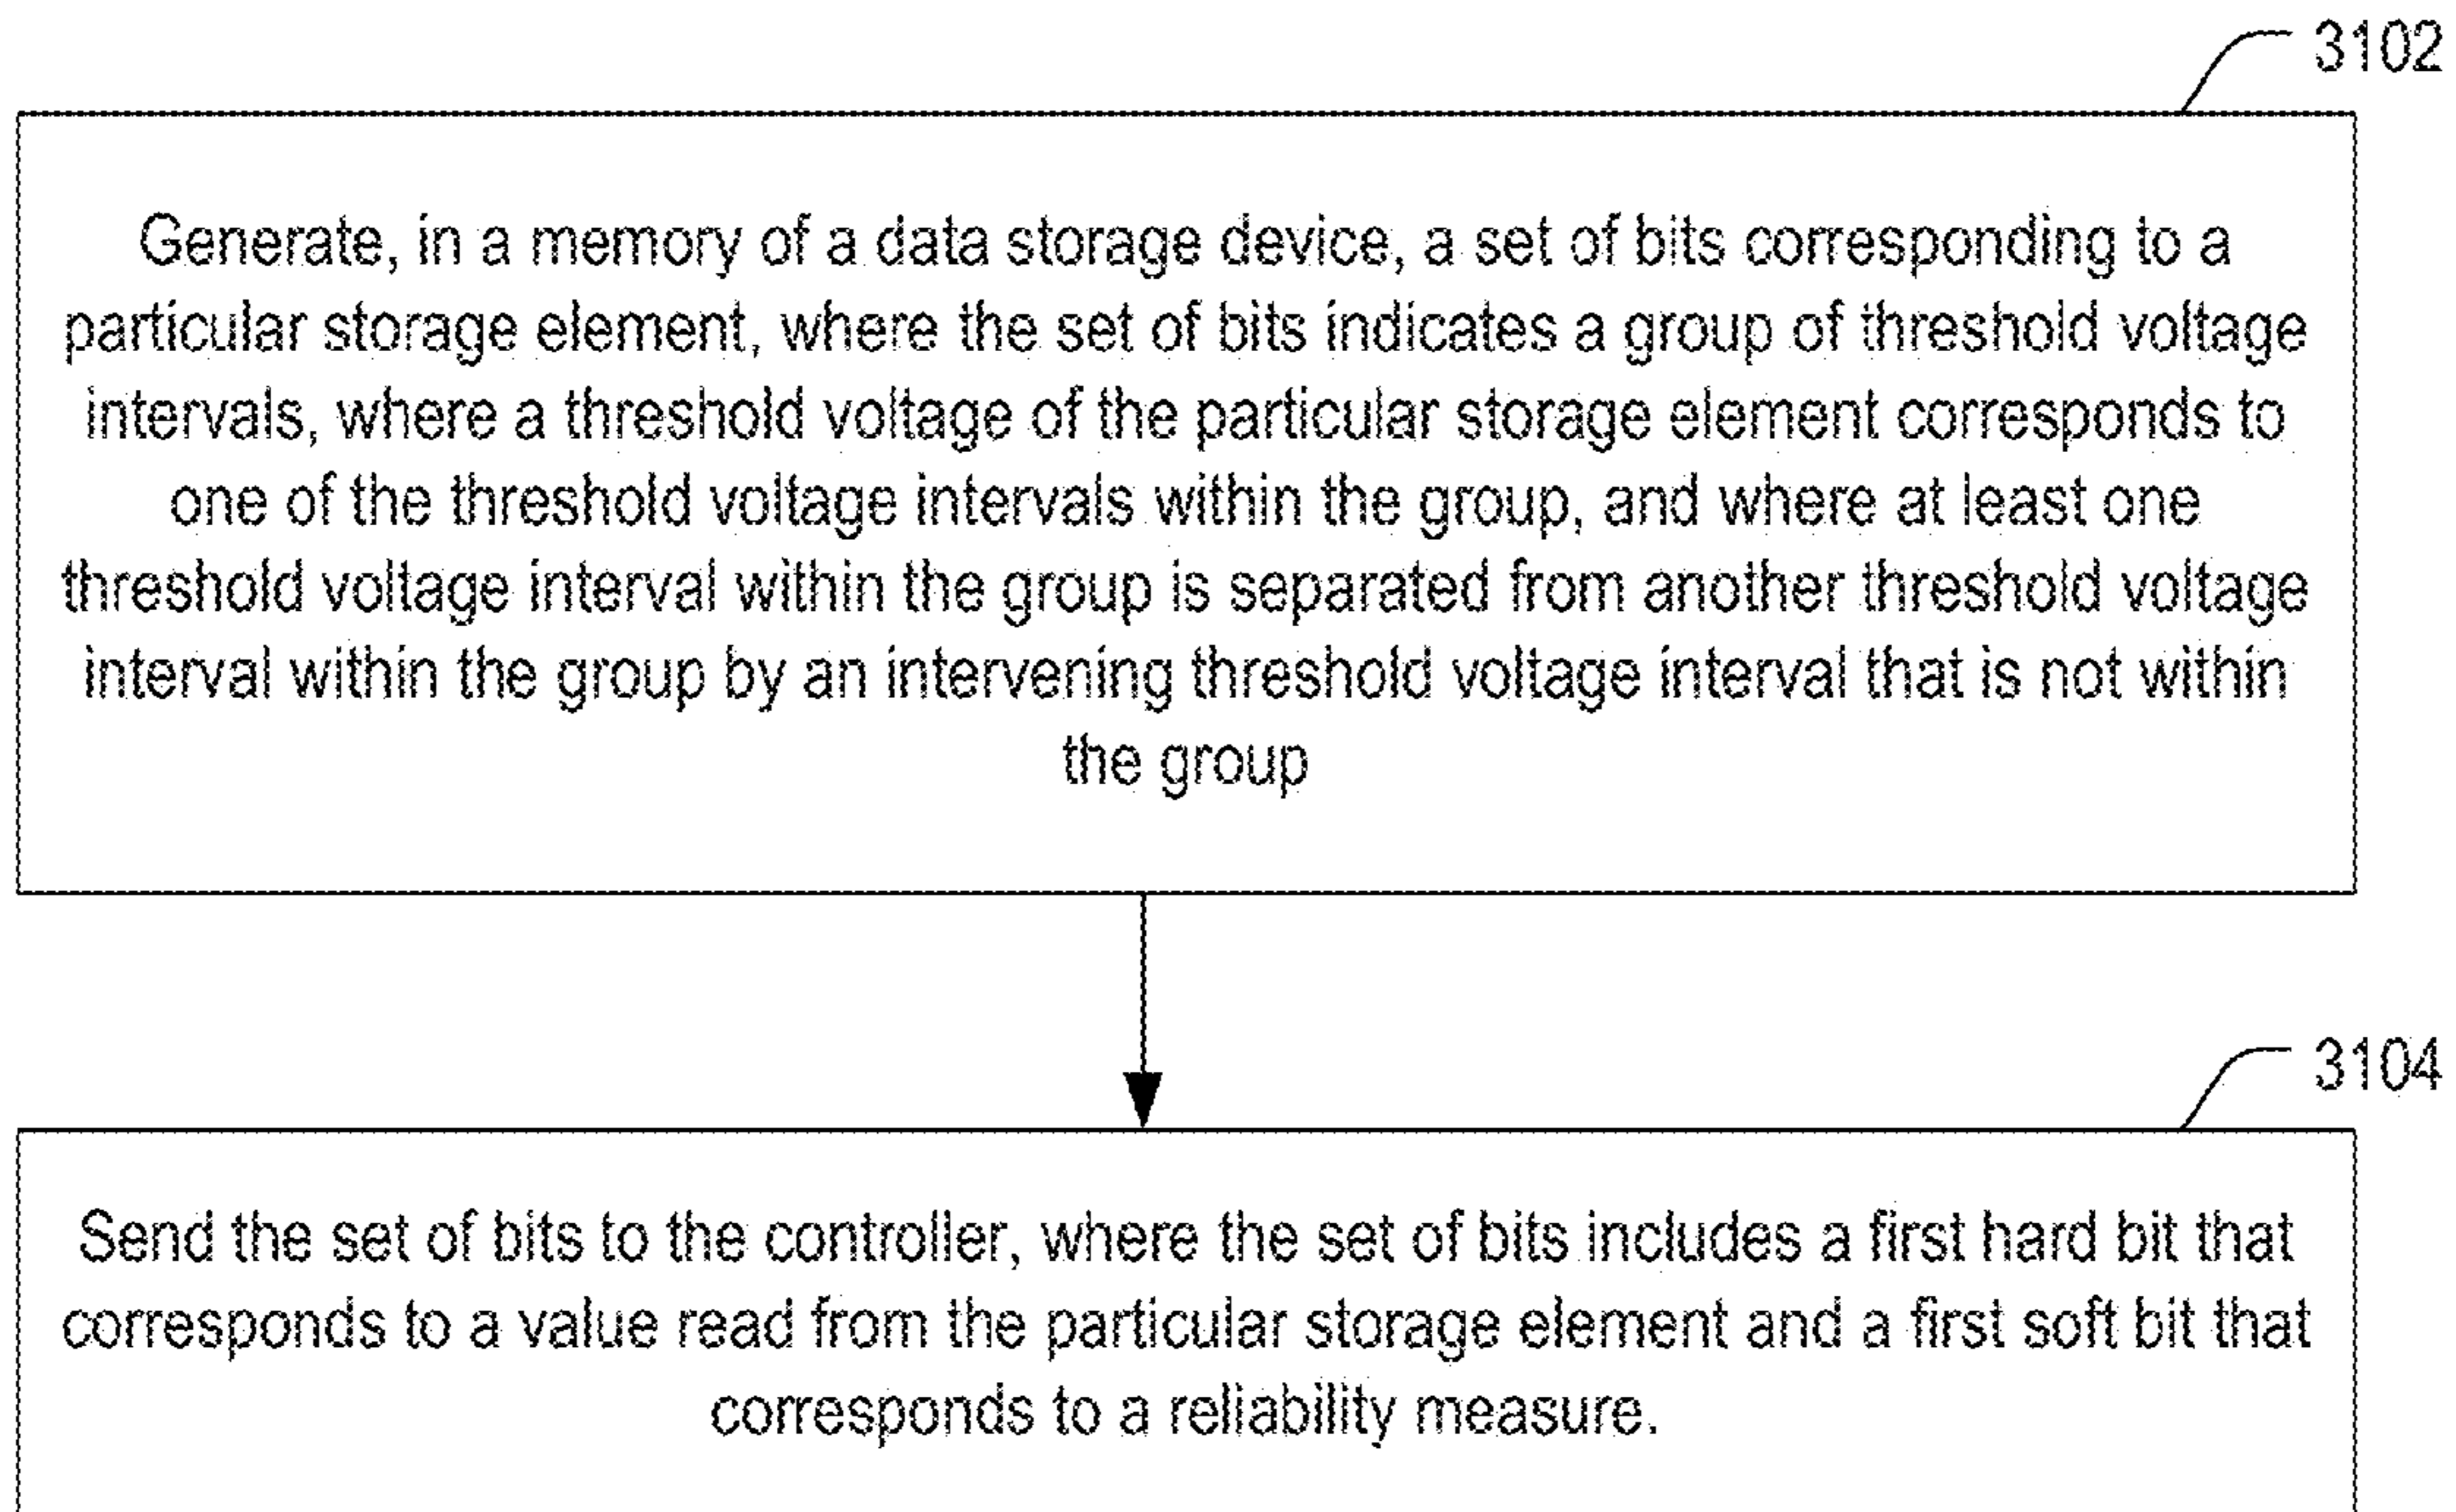 3102
Generate, in a memory of a data storage device, a set of bits corresponding to a
particular storage element, where the set of bits indicates a group of threshold voltage
intervals, where a threshold voltage of the particular storage element corresponds to
one of the threshold voltage intervals within the group, and where at least one
threshold voltage interval within the group is separated from another threshold voltage
interval within the group by an intervening threshold voltage interval that is not within
the group
3104
Send the set of bits to the controller, where the set of bits includes a first hard bit that
corresponds to a value read from the particular storage element and a first soft bit that
corresponds to a reliability measure.